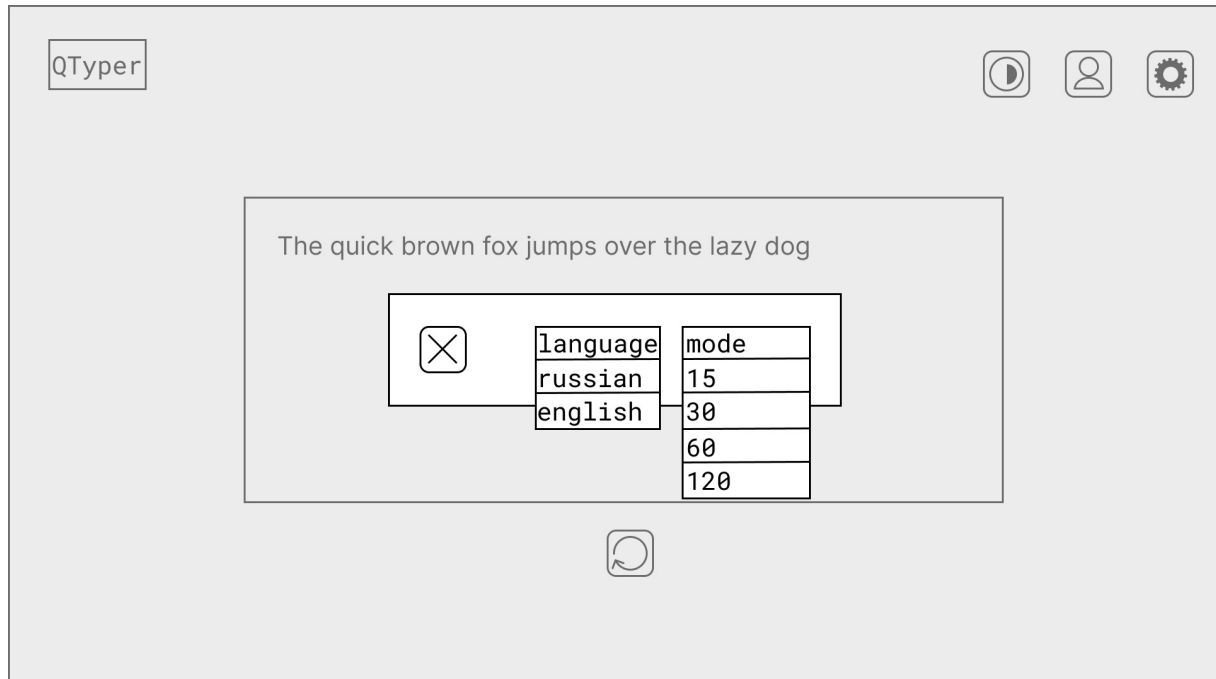 QTyper
The quick brown fox jumps over the lazy dog
language
russian
english
mode
15
30
60
120